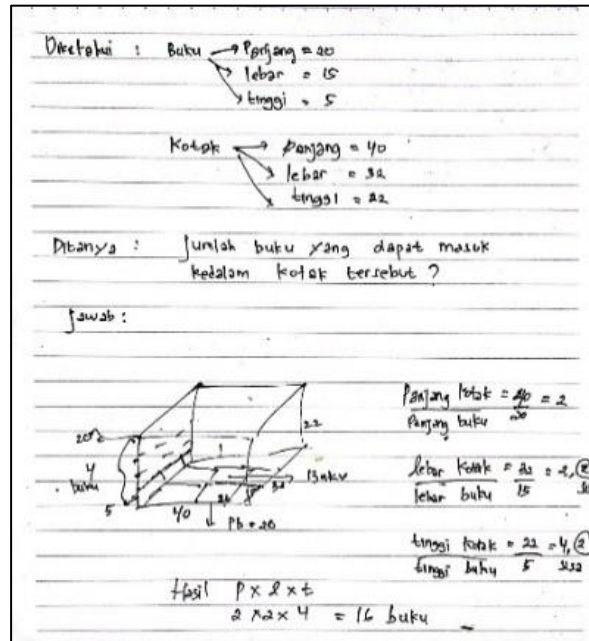 Diketahui : Buku → Panjang = 20
→ lebar = 15
→ tinggi = 5
Kotak → panjang = 40
→ lebar = 32
→ tinggi = 22
Ditanya : Jumlah buku yang dapat masuk
kedalam kotak tersebut ?
Jawab :
Panjang kotak = 40 = 2
Panjang buku 20
22
20
4
buku
5
40
Pb = 20
lebar kotak = 32 = 2, 2
lebar buku 15
tinggi kotak = 22 = 4, 2
tinggi buku 5 sisa
Hasil P x l x t
2 x 2 x 4 = 16 buku